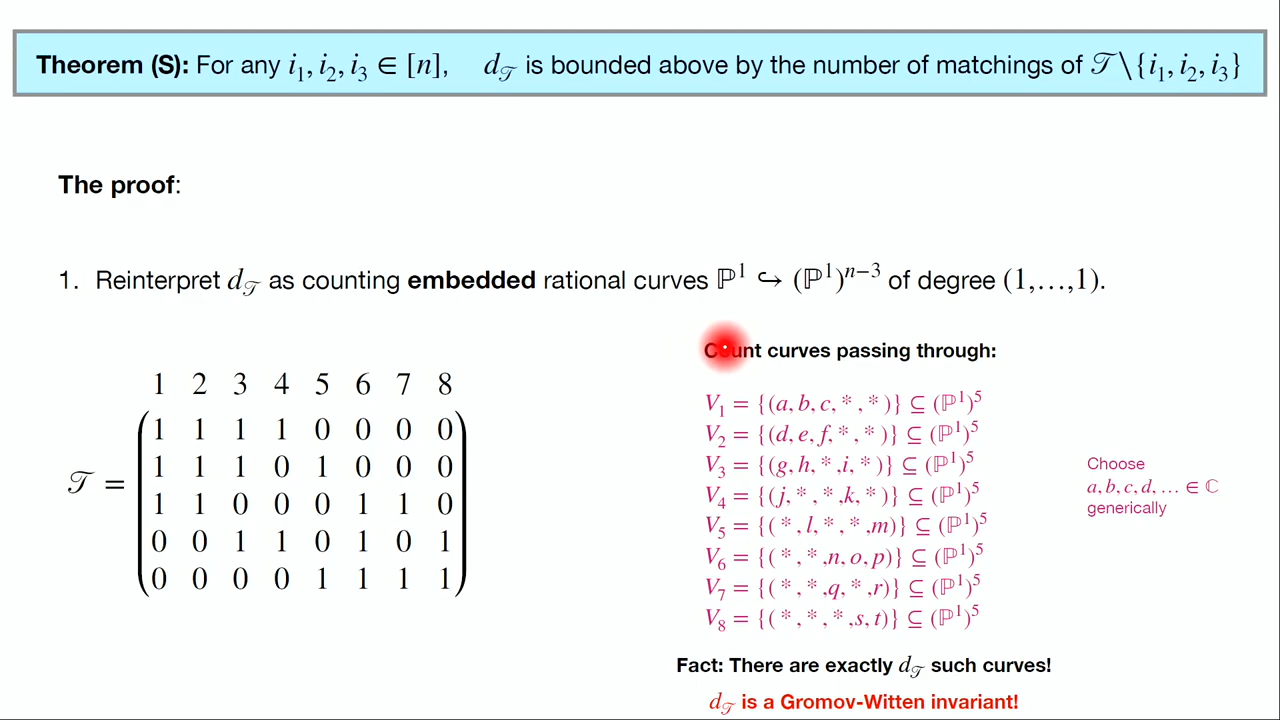 Theorem (S): For any i₁, i₂, i₃ ∈ [n], d_𝒯 is bounded above by the number of matchings of 𝒯∖{i₁, i₂, i₃}
The proof:
1. Reinterpret d_𝒯 as counting embedded rational curves ℙ¹ ↪ (ℙ¹)ⁿ⁻³ of degree (1,…,1).
Count curves passing through:
1 2 3 4 5 6 7 8
1 1 1 1 0 0 0 0
1 1 1 0 1 0 0 0
𝒯 =
1 1 0 0 0 1 1 0
0 0 1 1 0 1 0 1
0 0 0 0 1 1 1 1
V₁ = {(a, b, c, *, *)} ⊆ (ℙ¹)⁵
V₂ = {(d, e, f, *, *)} ⊆ (ℙ¹)⁵
V₃ = {(g, h, *, i, *)} ⊆ (ℙ¹)⁵
V₄ = {(j, *, *, k, *)} ⊆ (ℙ¹)⁵
V₅ = {(*, l, *, *, m)} ⊆ (ℙ¹)⁵
V₆ = {(*, *, n, o, p)} ⊆ (ℙ¹)⁵
V₇ = {(*, *, q, *, r)} ⊆ (ℙ¹)⁵
V₈ = {(*, *, *, s, t)} ⊆ (ℙ¹)⁵
Choose
a, b, c, d, … ∈ ℂ
generically
Fact: There are exactly d_𝒯 such curves!
d_𝒯 is a Gromov-Witten invariant!